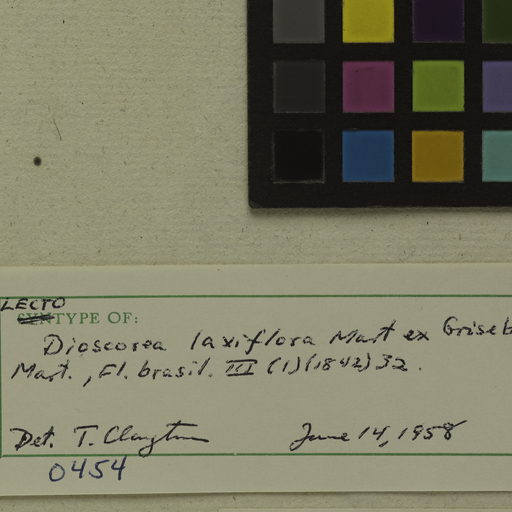 LECTO
SYNTYPE OF:
Dioscorea laxiflora Mart ex Griseb
Mart., Fl. brasil. III (1)(1842) 32.
Det. T. Clayton June 14, 1958
0454